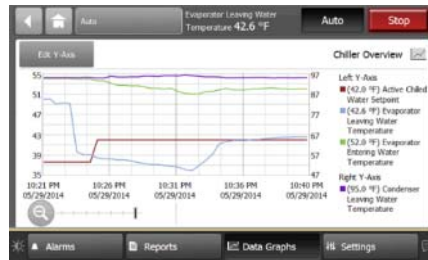 Auto
Evaporator Leaving Water
Temperature 42.6 °F
Auto
Stop
Edit Y-Axis
Chiller Overview
55
51
47
43
39
35
97
87
77
67
57
47
10:21 PM
05/29/2014
10:26 PM
05/29/2014
10:31 PM
05/29/2014
10:36 PM
05/29/2014
10:40 PM
05/29/2014
Left Y-Axis
(42.0 °F) Active Chilled
Water Setpoint
(42.6 °F) Evaporator
Leaving Water
Temperature
(52.0 °F) Evaporator
Entering Water
Temperature
Right Y-Axis
(95.0 °F) Condenser
Leaving Water
Temperature
Alarms
Reports
Data Graphs
Settings